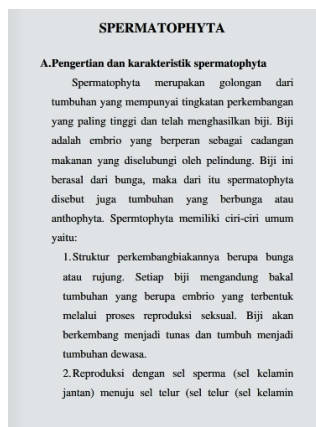 SPERMATOPHYTA
A.Pengertian dan karakteristik spermatophyta
Spermatophyta merupakan golongan dari
tumbuhan yang mempunyai tingkatan perkembangan
yang paling tinggi dan telah menghasilkan biji. Biji
adalah embrio yang berperan sebagai cadangan
makanan yang diselubungi oleh pelindung. Biji ini
berasal dari bunga, maka dari itu spermatophyta
disebut juga tumbuhan yang berbunga atau
anthophyta. Spermtophyta memiliki ciri-ciri umum
yaitu:
1.Struktur perkembangbiakannya berupa bunga
atau rujung. Setiap biji mengandung bakal
tumbuhan yang berupa embrio yang terbentuk
melalui proses reproduksi seksual. Biji akan
berkembang menjadi tunas dan tumbuh menjadi
tumbuhan dewasa.
2.Reproduksi dengan sel sperma (sel kelamin
jantan) menuju sel telur (sel telur (sel kelamin